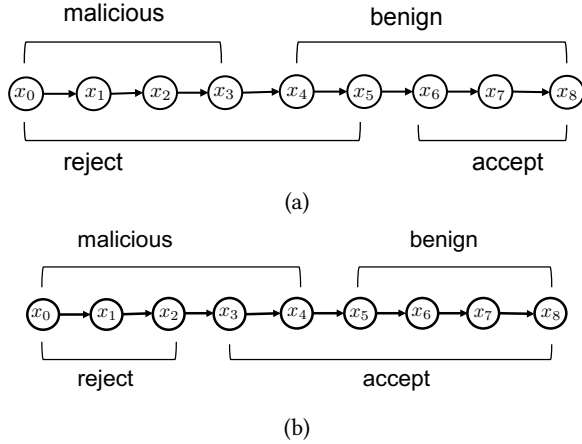 malicious benign
x₀ x₁ x₂ x₃ x₄ x₅ x₆ x₇ x₈
reject accept
(a)
malicious benign
x₀ x₁ x₂ x₃ x₄ x₅ x₆ x₇ x₈
reject accept
(b)